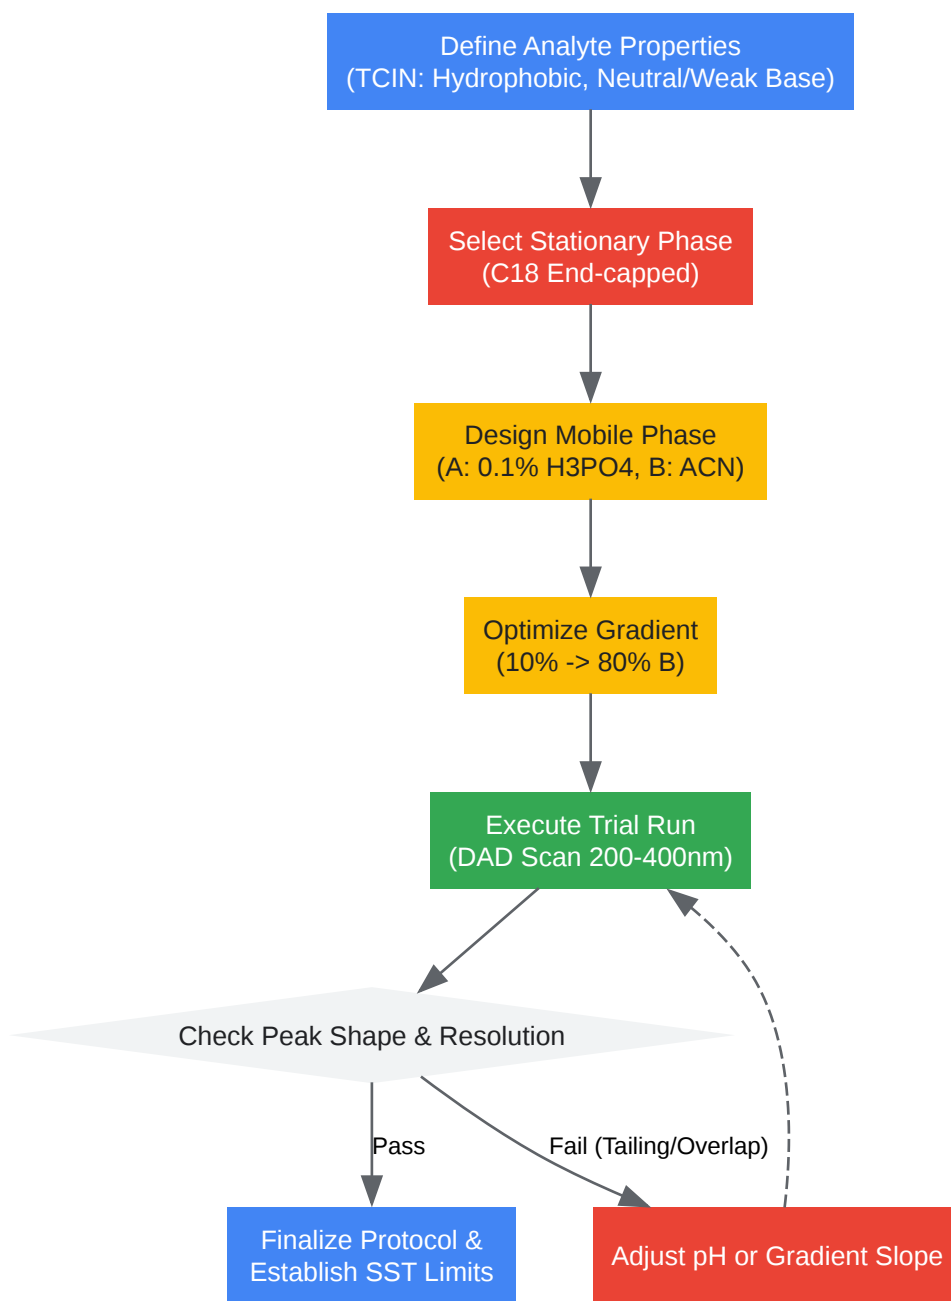 Define Analyte Properties
(TCIN: Hydrophobic, Neutral/Weak Base)
Select Stationary Phase
(C18 End-capped)
Design Mobile Phase
(A: 0.1% H3PO4, B: ACN)
Optimize Gradient
(10% -> 80% B)
Execute Trial Run
(DAD Scan 200-400nm)
Check Peak Shape & Resolution
Pass
Fail (Tailing/Overlap)
Finalize Protocol &
Establish SST Limits
Adjust pH or Gradient Slope